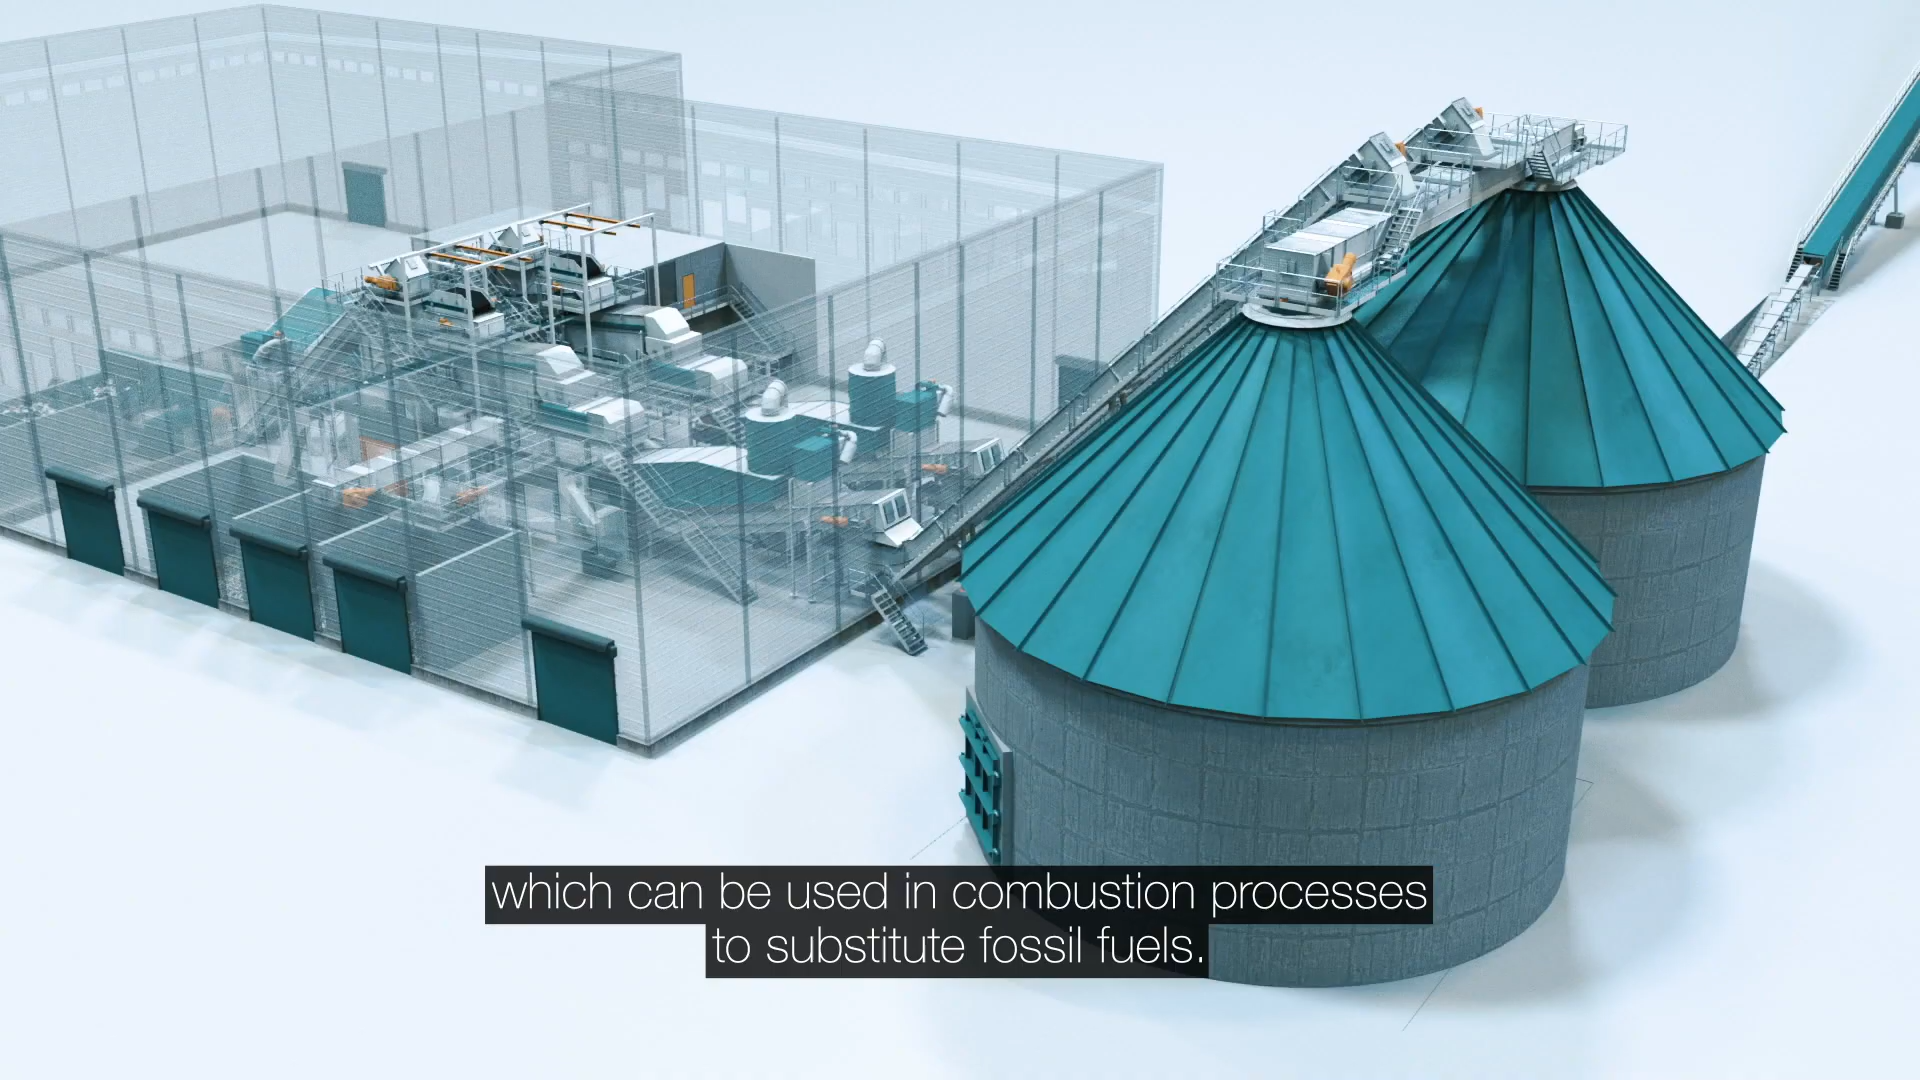 which can be used in combustion processes
to substitute fossil fuels.